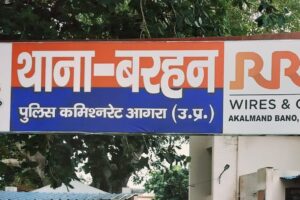 थाना-बरहन
पुलिस कमिश्नरेट आगरा (उ.प्र.)
RR
WIRES &
AKALMAND BANO,